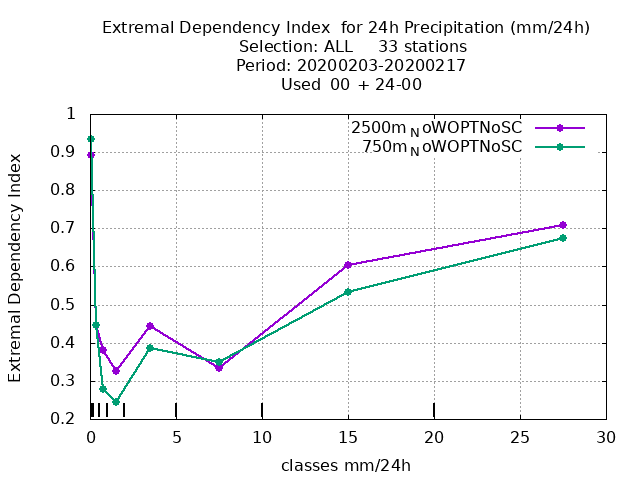 Extremal Dependency Index  for 24h Precipitation (mm/24h)
Selection: ALL     33 stations
Period: 20200203-20200217
Used  00 + 24-00
2500m_NoWOPTNoSC
750m_NoWOPTNoSC
Extremal Dependency Index
1
0.9
0.8
0.7
0.6
0.5
0.4
0.3
0.2
0 5 10 15 20 25 30
classes mm/24h